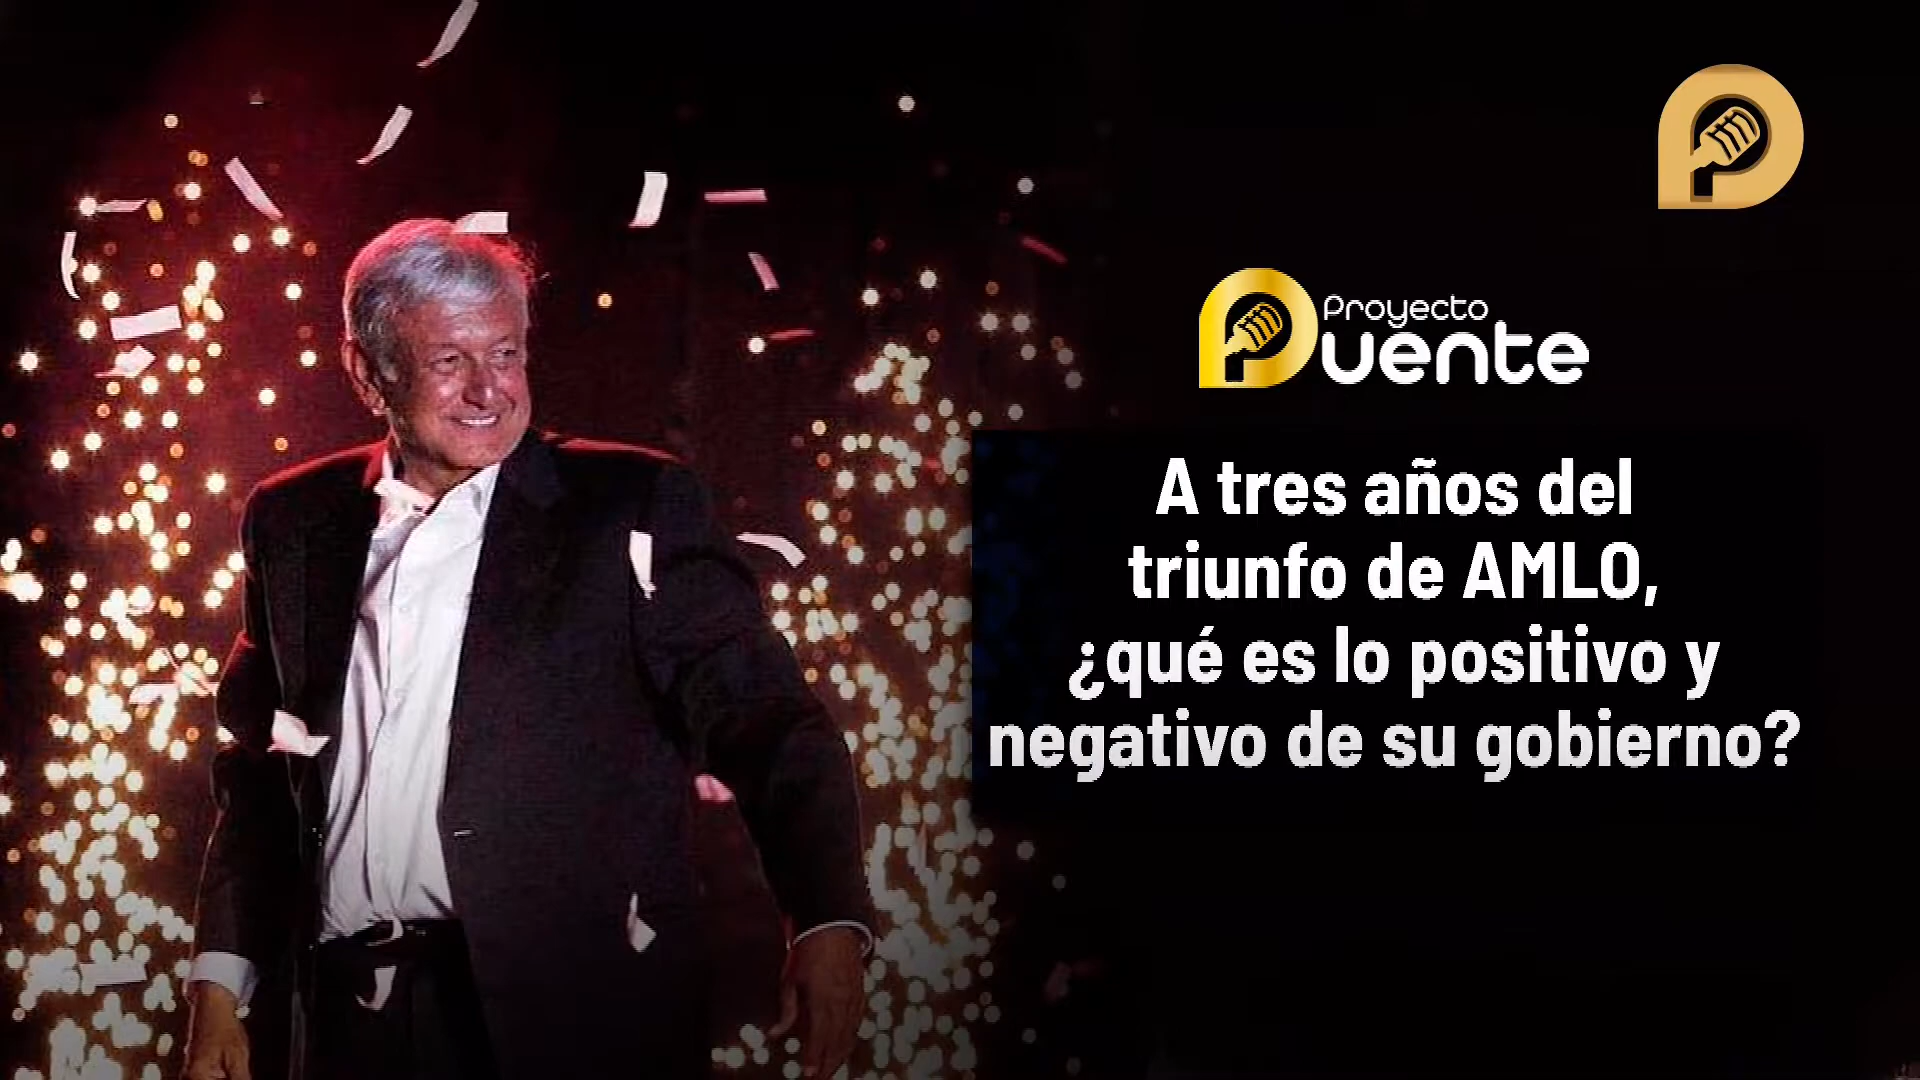 Proyecto
Puente
A tres años del
triunfo de AMLO,
¿qué es lo positivo y
negativo de su gobierno?